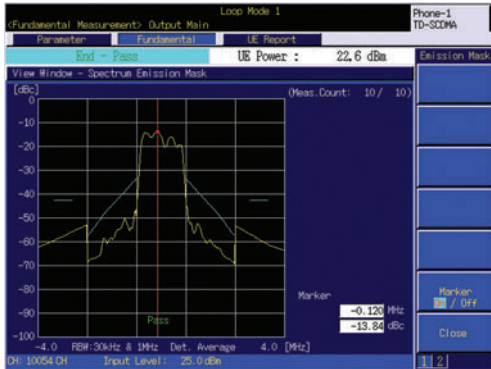 Loop Mode 1
Phone-1
<Fundamental Measurement> Output Main
TD-SCDMA
Parameter
Fundamental
UE Report
End - Pass
UE Power : 22.6 dBm
Emission Mask
View Window - Spectrum Emission Mask
[dBc]
(Meas.Count: 10/ 10)
0
-10
-20
-30
-40
-50
-60
-70
-80
-90
-100
Pass
Marker
-0.120 MHz
-13.84 dBc
-4.0 RBW:30kHz & 1MHz Det. Average 4.0 [MHz]
CH: 10054 CH Input Level: 25.0 dBm
Marker
On / Off
Close
1 2